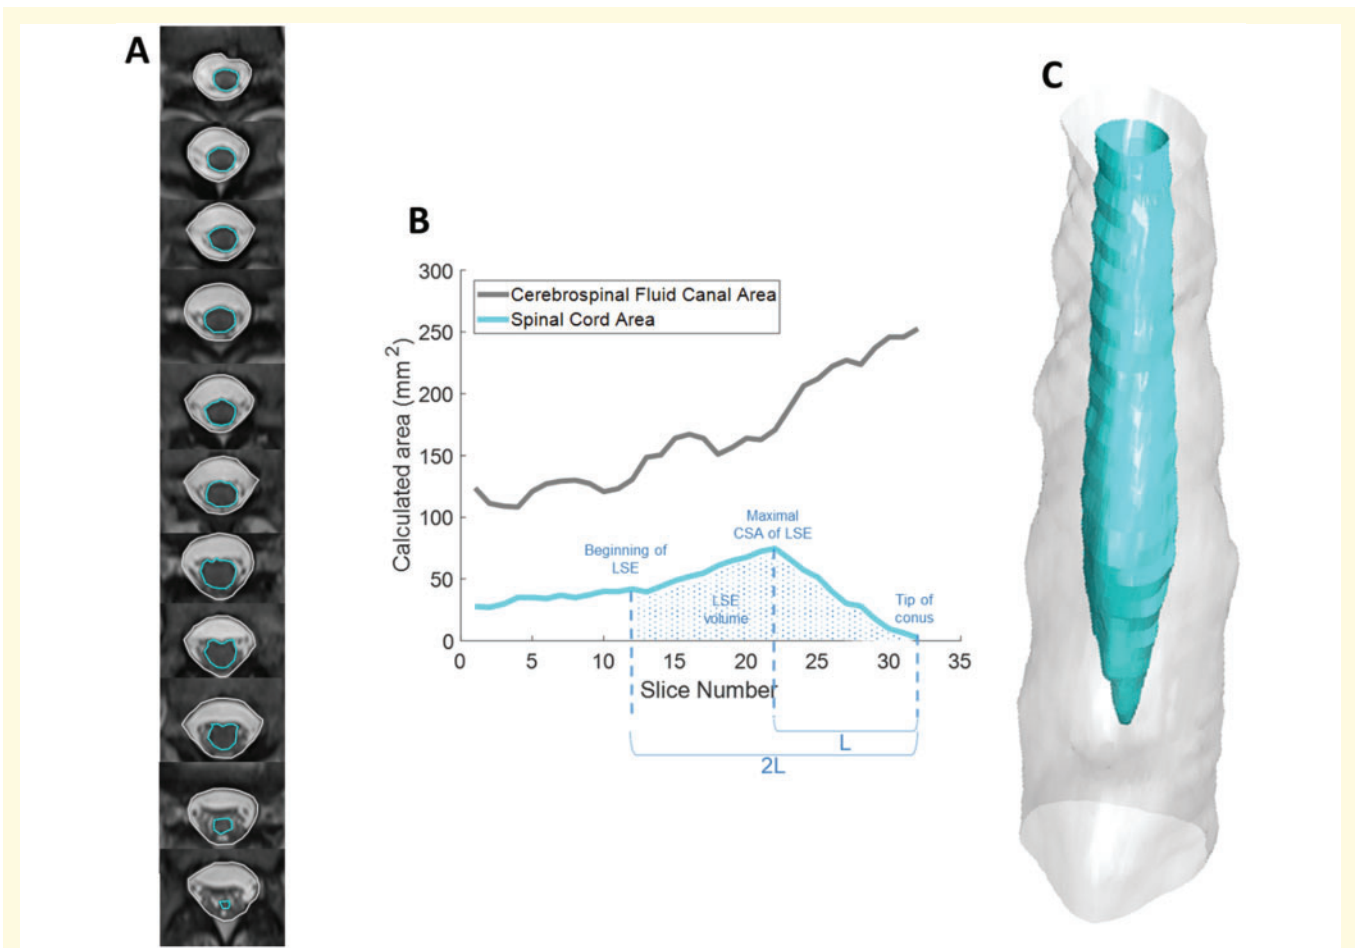 A
B
C
300
250
200
150
100
50
0
Calculated area (mm²)
Cerebrospinal Fluid Canal Area
Spinal Cord Area
Beginning of
LSE
Maximal
CSA of LSE
LSE
volume
Tip of
conus
0 5 10 15 20 25 30 35
Slice Number
L
2L